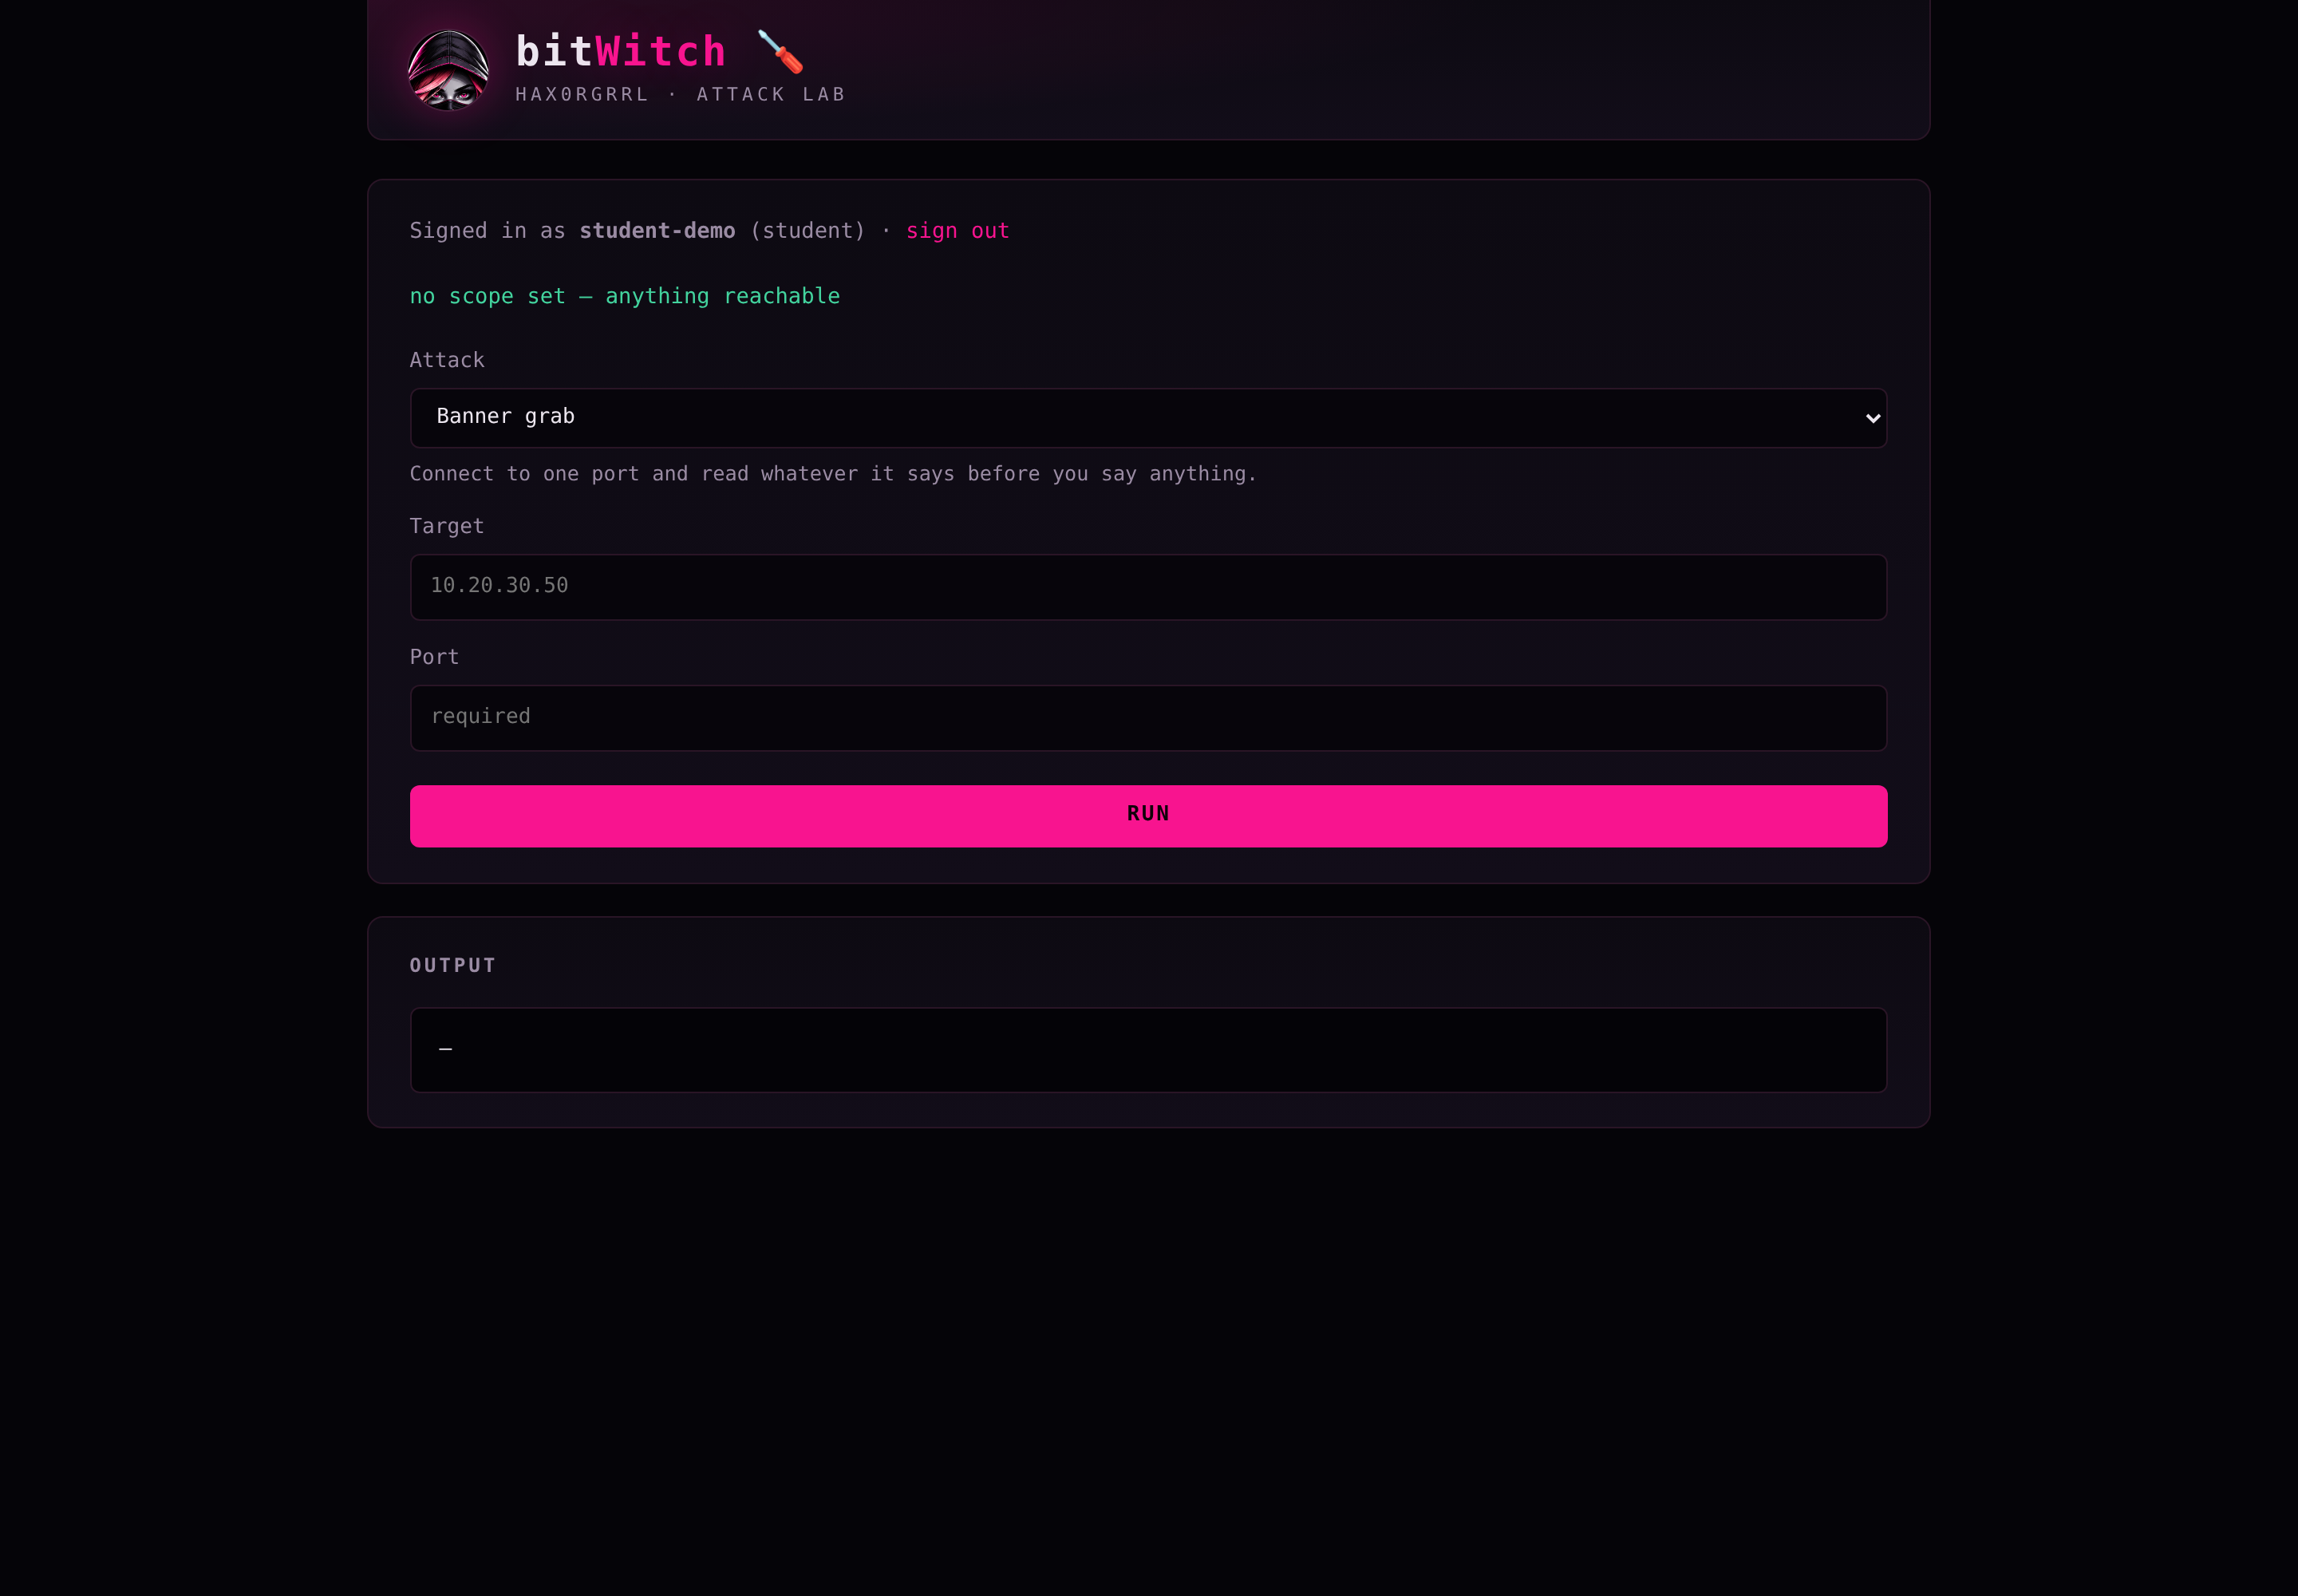 bitWitch
HAX0RGRRL · ATTACK LAB
Signed in as student-demo (student) · sign out
no scope set — anything reachable
Attack
Banner grab
Connect to one port and read whatever it says before you say anything.
Target
10.20.30.50
Port
required
RUN
OUTPUT
—